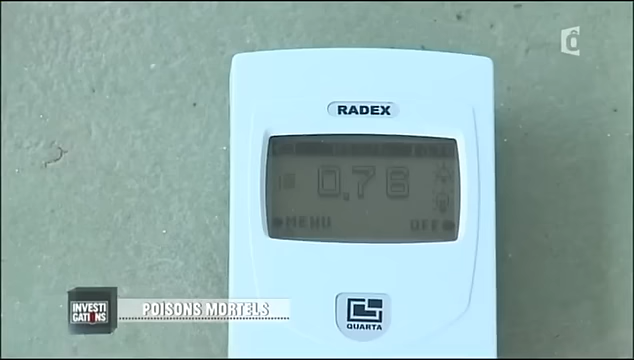 RADEX
0.76
MENU OFF
QUARTA
INVESTI
GATIONS
POISONS MORTELS